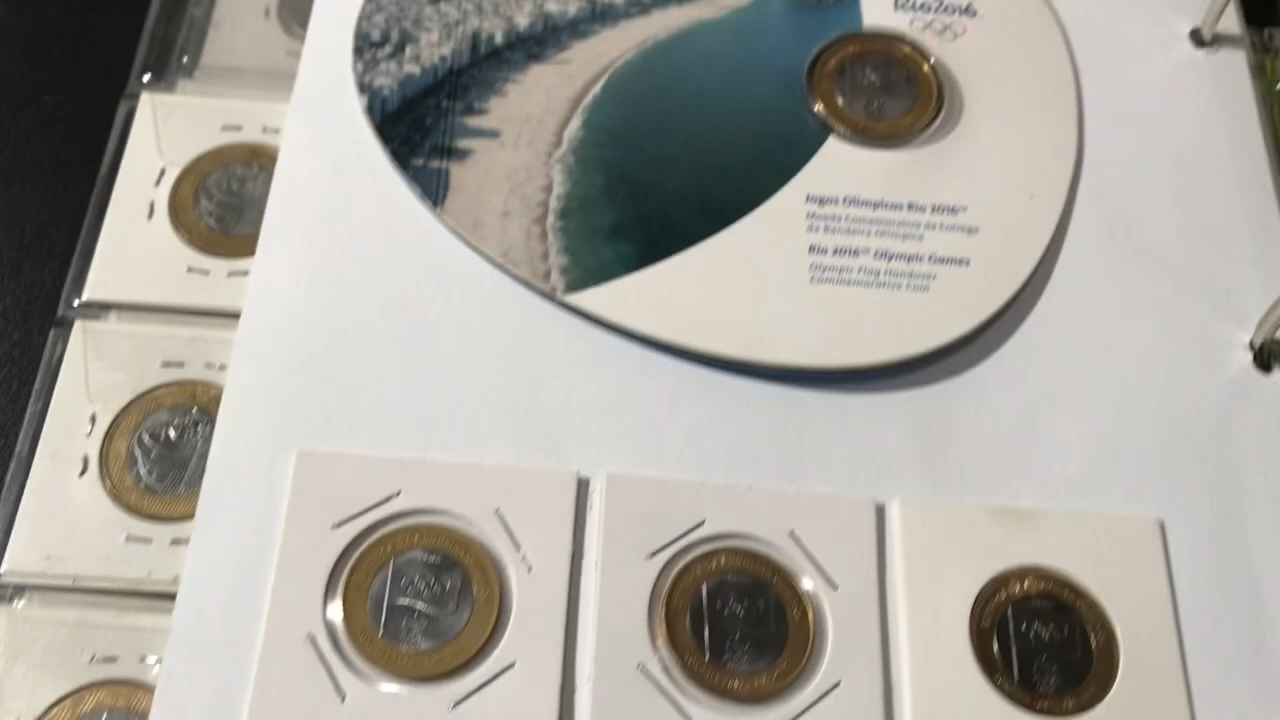 Rio2016
Jogos Olímpicos Rio 2016™
Moeda Comemorativa da Entrega
da Bandeira Olímpica
Rio 2016™ Olympic Games
Olympic Flag Handover
Commemorative Coin